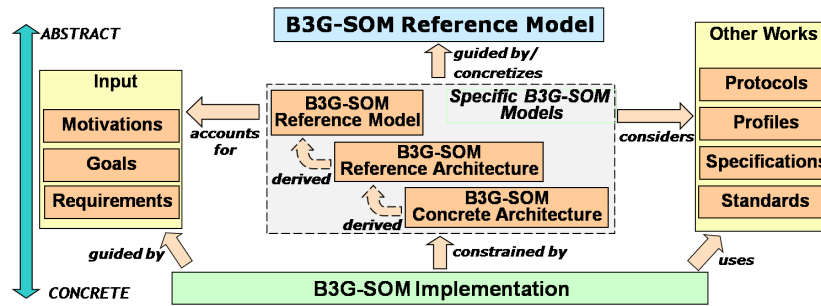 ABSTRACT
B3G-SOM Reference Model
guided by/
concretizes
Input
Motivations
Goals
Requirements
accounts
for
Specific B3G-SOM
Models
B3G-SOM
Reference Model
derived
B3G-SOM
Reference Architecture
derived
B3G-SOM
Concrete Architecture
considers
Other Works
Protocols
Profiles
Specifications
Standards
guided by
constrained by
uses
B3G-SOM Implementation
CONCRETE